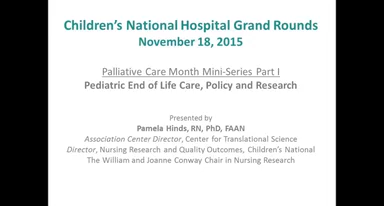 Children's National Hospital Grand Rounds
November 18, 2015
Palliative Care Month Mini-Series Part I
Pediatric End of Life Care, Policy and Research
Presented by
Pamela Hinds, RN, PhD, FAAN
Association Center Director, Center for Translational Science
Director, Nursing Research and Quality Outcomes, Children's National
The William and Joanne Conway Chair in Nursing Research